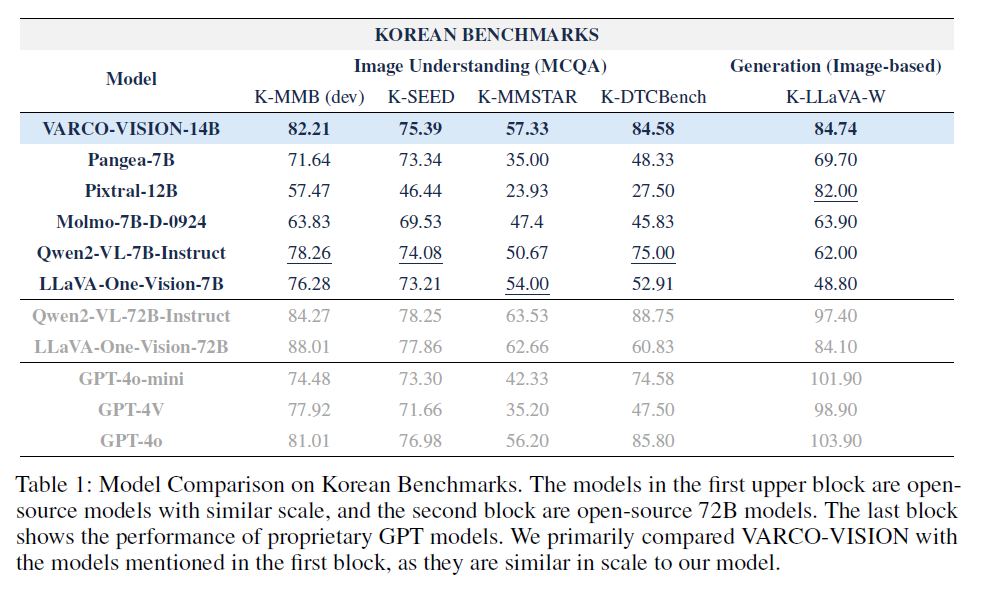 KOREAN BENCHMARKS
Model
Image Understanding (MCQA) Generation (Image-based)
K-MMB (dev) K-SEED K-MMSTAR K-DTCBench K-LLaVA-W
VARCO-VISION-14B 82.21 75.39 57.33 84.58 84.74
Pangea-7B 71.64 73.34 35.00 48.33 69.70
Pixtral-12B 57.47 46.44 23.93 27.50 82.00
Molmo-7B-D-0924 63.83 69.53 47.4 45.83 63.90
Qwen2-VL-7B-Instruct 78.26 74.08 50.67 75.00 62.00
LLaVA-One-Vision-7B 76.28 73.21 54.00 52.91 48.80
Qwen2-VL-72B-Instruct 84.27 78.25 63.53 88.75 97.40
LLaVA-One-Vision-72B 88.01 77.86 62.66 60.83 84.10
GPT-4o-mini 74.48 73.30 42.33 74.58 101.90
GPT-4V 77.92 71.66 35.20 47.50 98.90
GPT-4o 81.01 76.98 56.20 85.80 103.90
Table 1: Model Comparison on Korean Benchmarks. The models in the first upper block are open-
source models with similar scale, and the second block are open-source 72B models. The last block
shows the performance of proprietary GPT models. We primarily compared VARCO-VISION with
the models mentioned in the first block, as they are similar in scale to our model.